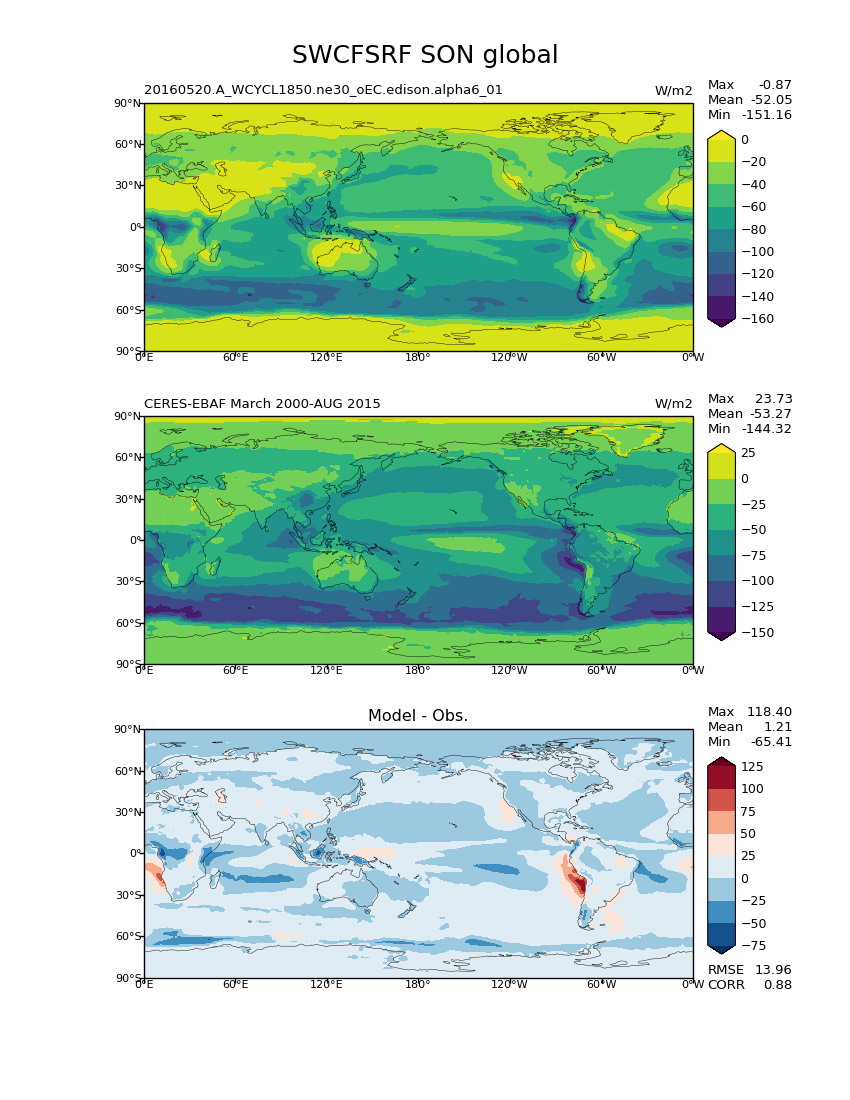 SWCFSRF SON global
20160520.A_WCYCL1850.ne30_oEC.edison.alpha6_01 W/m2
Max -0.87
Mean -52.05
Min -151.16
90°N
60°N
30°N
0°
30°S
60°S
90°S
0°E 60°E 120°E 180° 120°W 60°W 0°W
0
−20
−40
−60
−80
−100
−120
−140
−160
CERES-EBAF March 2000-AUG 2015 W/m2
Max 23.73
Mean -53.27
Min -144.32
90°N
60°N
30°N
0°
30°S
60°S
90°S
0°E 60°E 120°E 180° 120°W 60°W 0°W
25
0
−25
−50
−75
−100
−125
−150
Model - Obs.
Max 118.40
Mean 1.21
Min -65.41
90°N
60°N
30°N
0°
30°S
60°S
90°S
0°E 60°E 120°E 180° 120°W 60°W 0°W
125
100
75
50
25
0
−25
−50
−75
RMSE 13.96
CORR 0.88